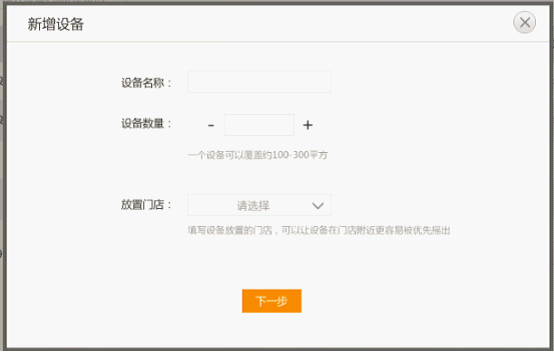 新增设备
设备名称：
设备数量： - +
一个设备可以覆盖约100-300平方
放置门店： 请选择
填写设备放置的门店，可以让设备在门店附近更容易被优先摇出
下一步